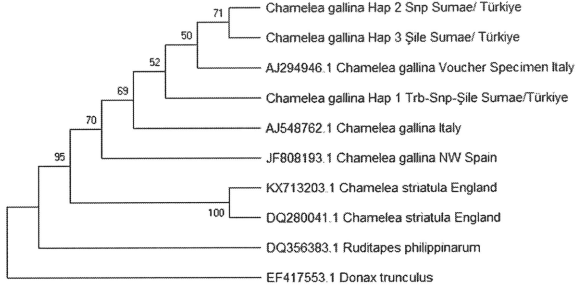 71
Chamelea gallina Hap 2 Snp Sumae/ Türkiye
50
Chamelea gallina Hap 3 Şile Sumae/ Türkiye
52
AJ294946.1 Chamelea gallina Voucher Specimen Italy
69
Chamelea gallina Hap 1 Trb-Snp-Şile Sumae/Türkiye
70
AJ548762.1 Chamelea gallina Italy
95
JF808193.1 Chamelea gallina NW Spain
KX713203.1 Chamelea striatula England
100
DQ280041.1 Chamelea striatula England
DQ356383.1 Ruditapes philippinarum
EF417553.1 Donax trunculus